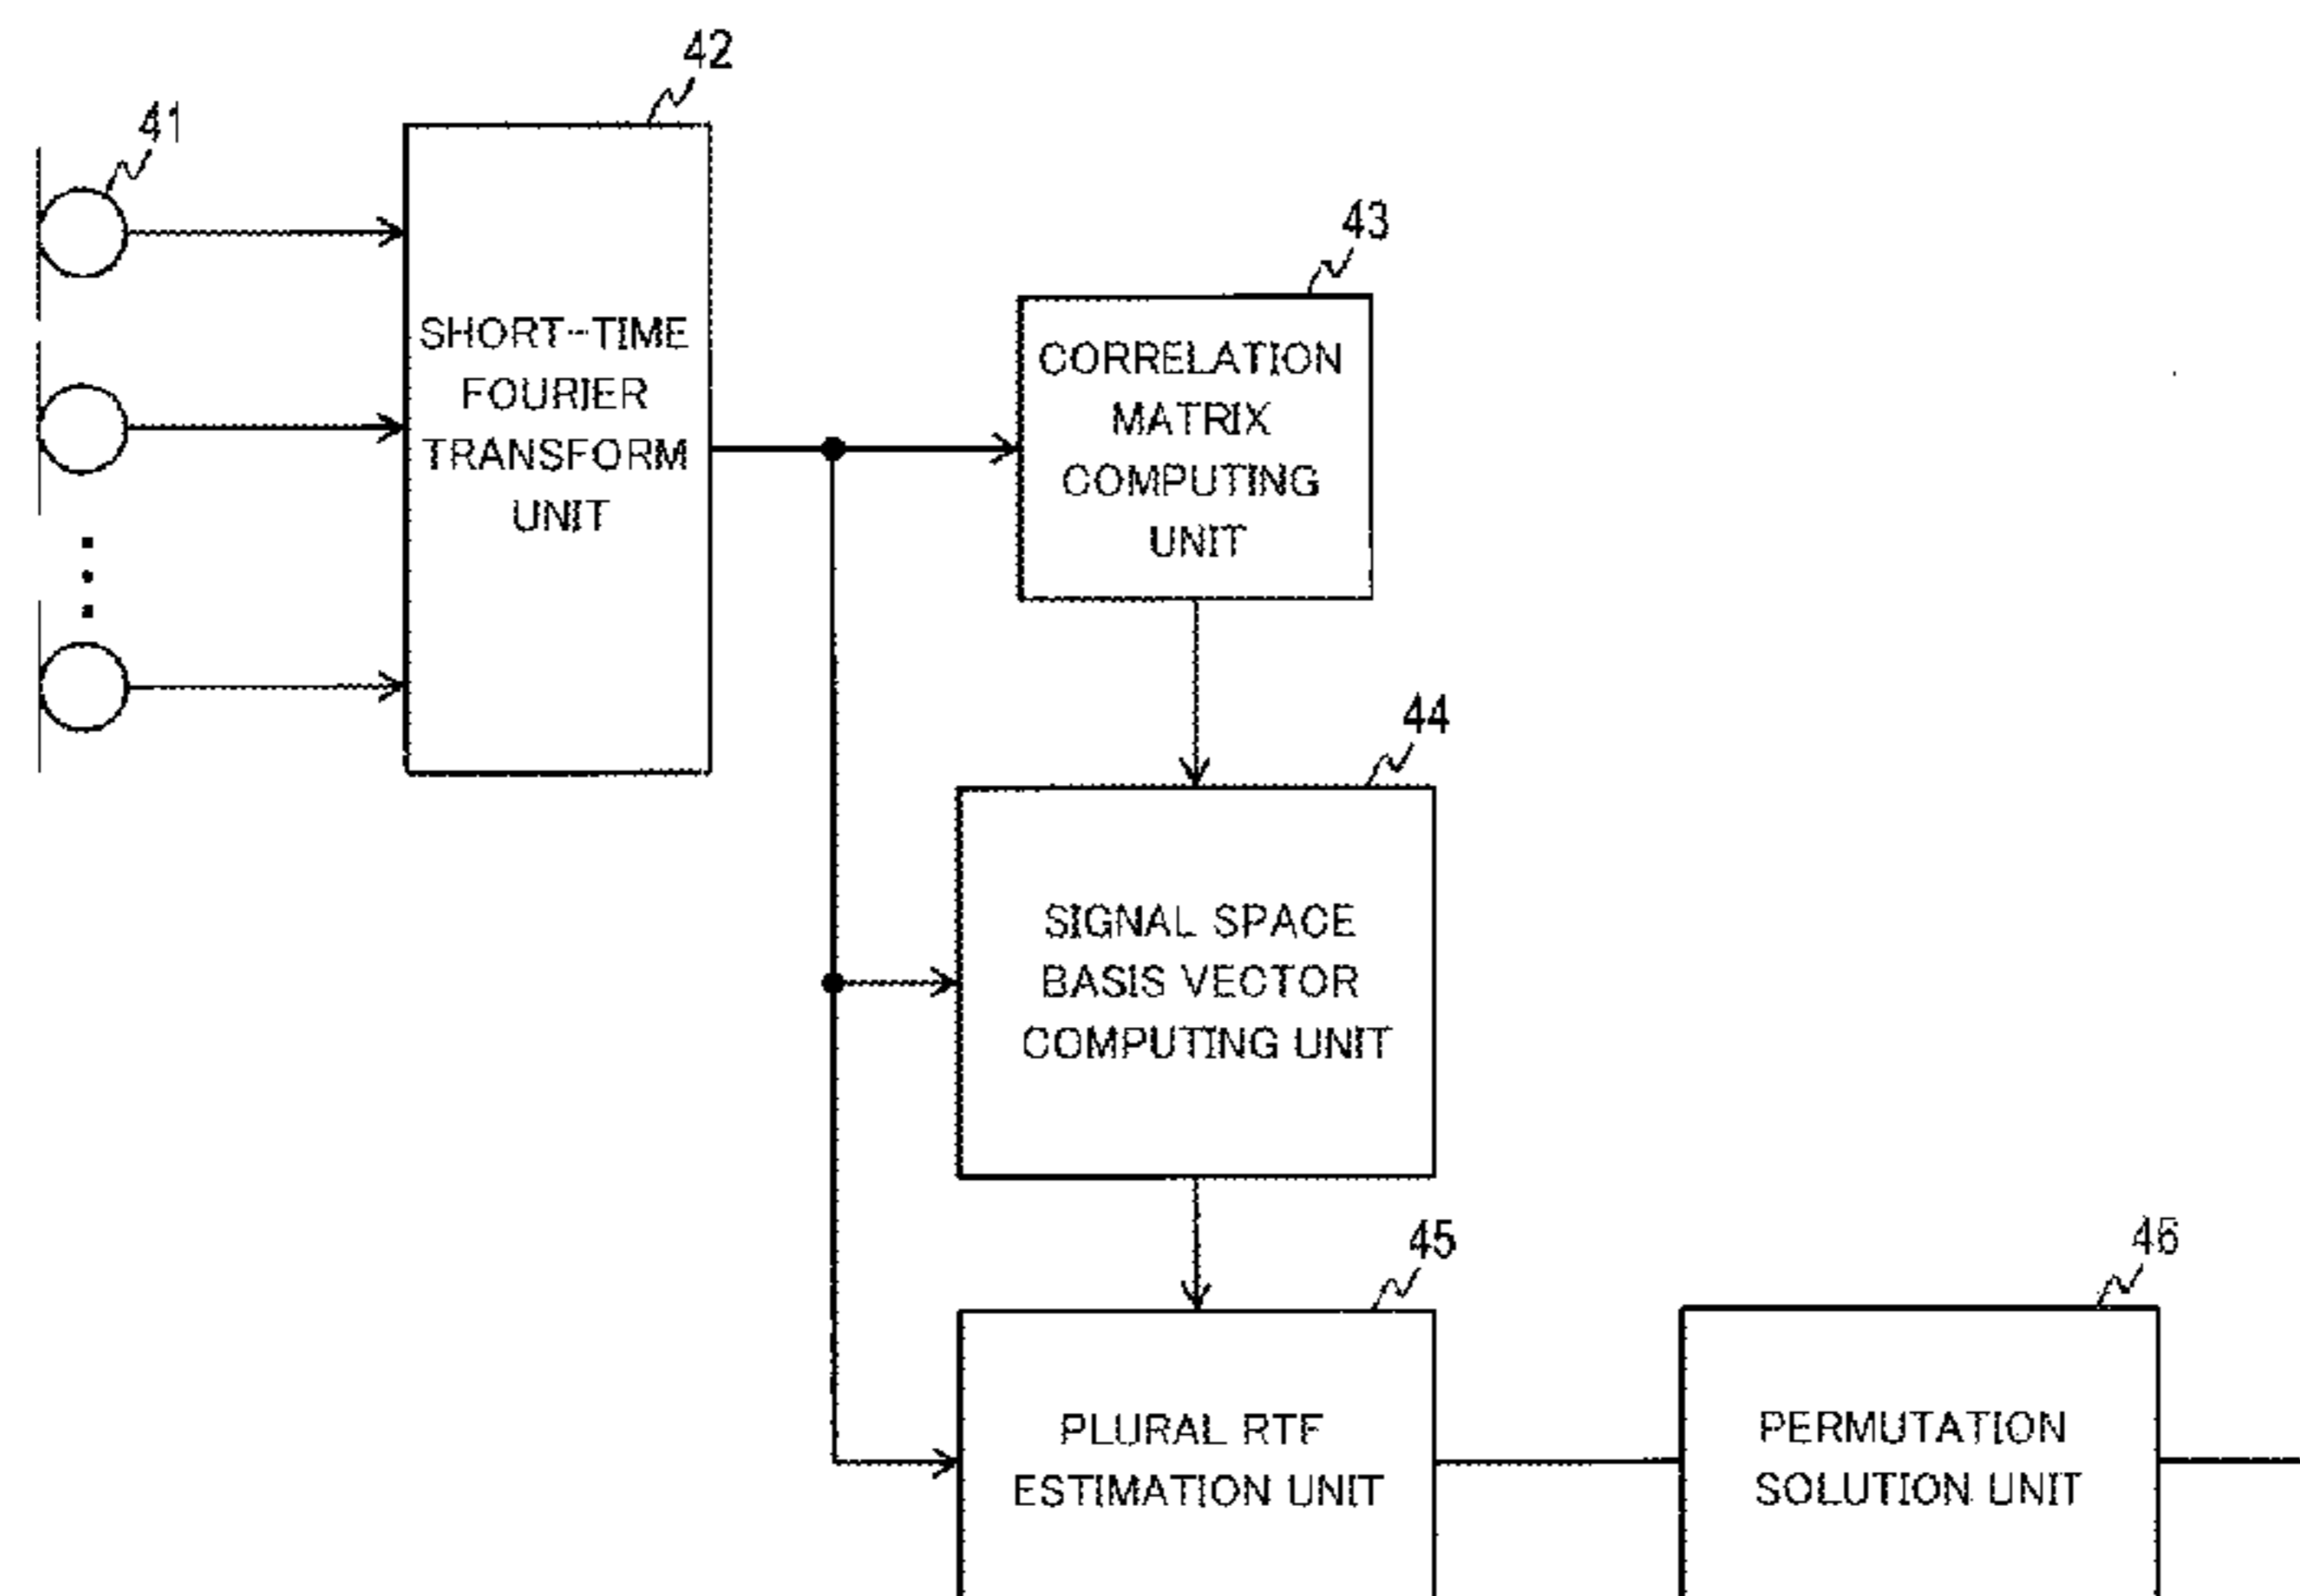 42
41
SHORT-TIME
FOURIER
TRANSFORM
UNIT
43
CORRELATION
MATRIX
COMPUTING
UNIT
44
SIGNAL SPACE
BASIS VECTOR
COMPUTING UNIT
45
PLURAL RTF
ESTIMATION UNIT
46
PERMUTATION
SOLUTION UNIT